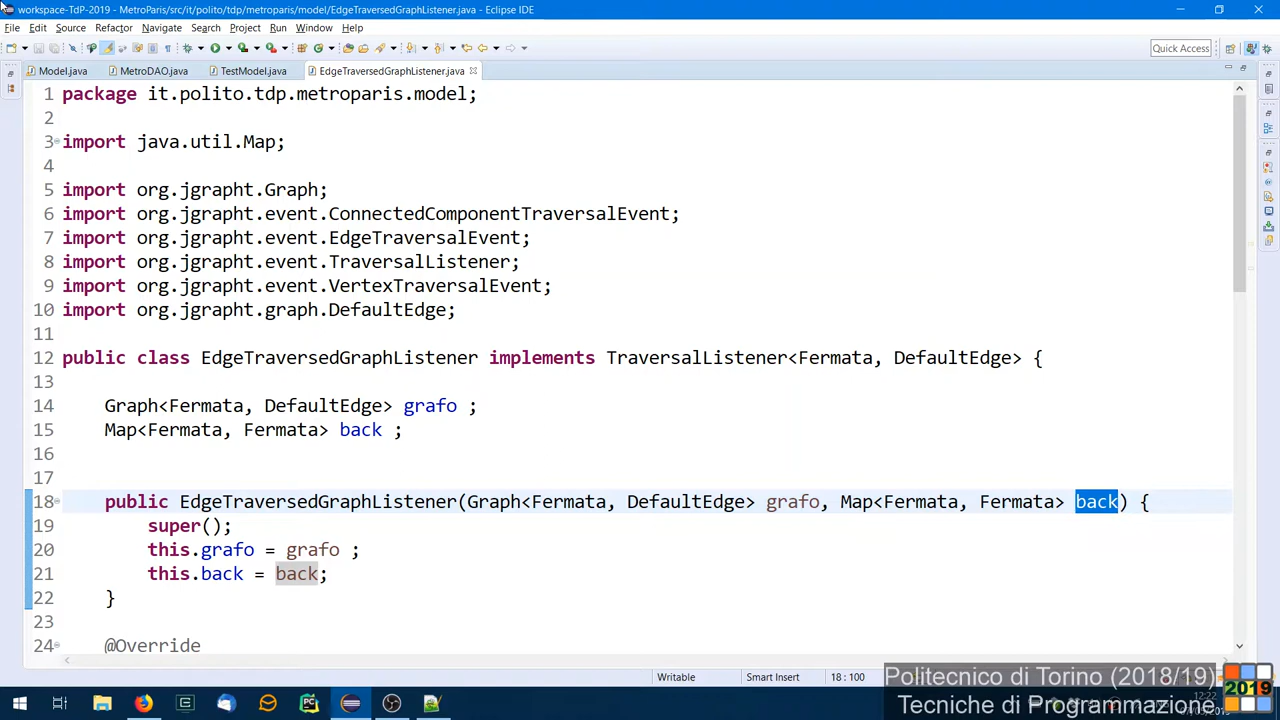 workspace-TdP-2019 - MetroParis/src/it/polito/tdp/metroparis/model/EdgeTraversedGraphListener.java - Eclipse IDE
File Edit Source Refactor Navigate Search Project Run Window Help
Quick Access
Model.java MetroDAO.java TestModel.java EdgeTraversedGraphListener.java
1 package it.polito.tdp.metroparis.model;
2
3 import java.util.Map;
4
5 import org.jgrapht.Graph;
6 import org.jgrapht.event.ConnectedComponentTraversalEvent;
7 import org.jgrapht.event.EdgeTraversalEvent;
8 import org.jgrapht.event.TraversalListener;
9 import org.jgrapht.event.VertexTraversalEvent;
10 import org.jgrapht.graph.DefaultEdge;
11
12 public class EdgeTraversedGraphListener implements TraversalListener<Fermata, DefaultEdge> {
13
14 Graph<Fermata, DefaultEdge> grafo ;
15 Map<Fermata, Fermata> back ;
16
17
18 public EdgeTraversedGraphListener(Graph<Fermata, DefaultEdge> grafo, Map<Fermata, Fermata> back) {
19 super();
20 this.grafo = grafo ;
21 this.back = back;
22 }
23
24 @Override
Writable Smart Insert 18 : 100
Politecnico di Torino (2018/19)
Tecniche di Programmazione
2019
12:22